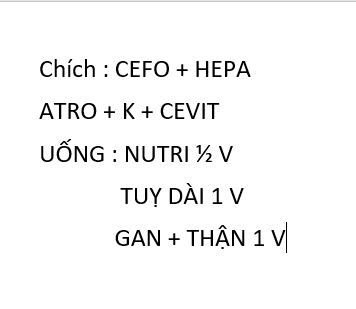 Chích : CEFO + HEPA
ATRO + K + CEVIT
UỐNG : NUTRI ½ V
TUỴ DÀI 1 V
GAN + THẬN 1 V